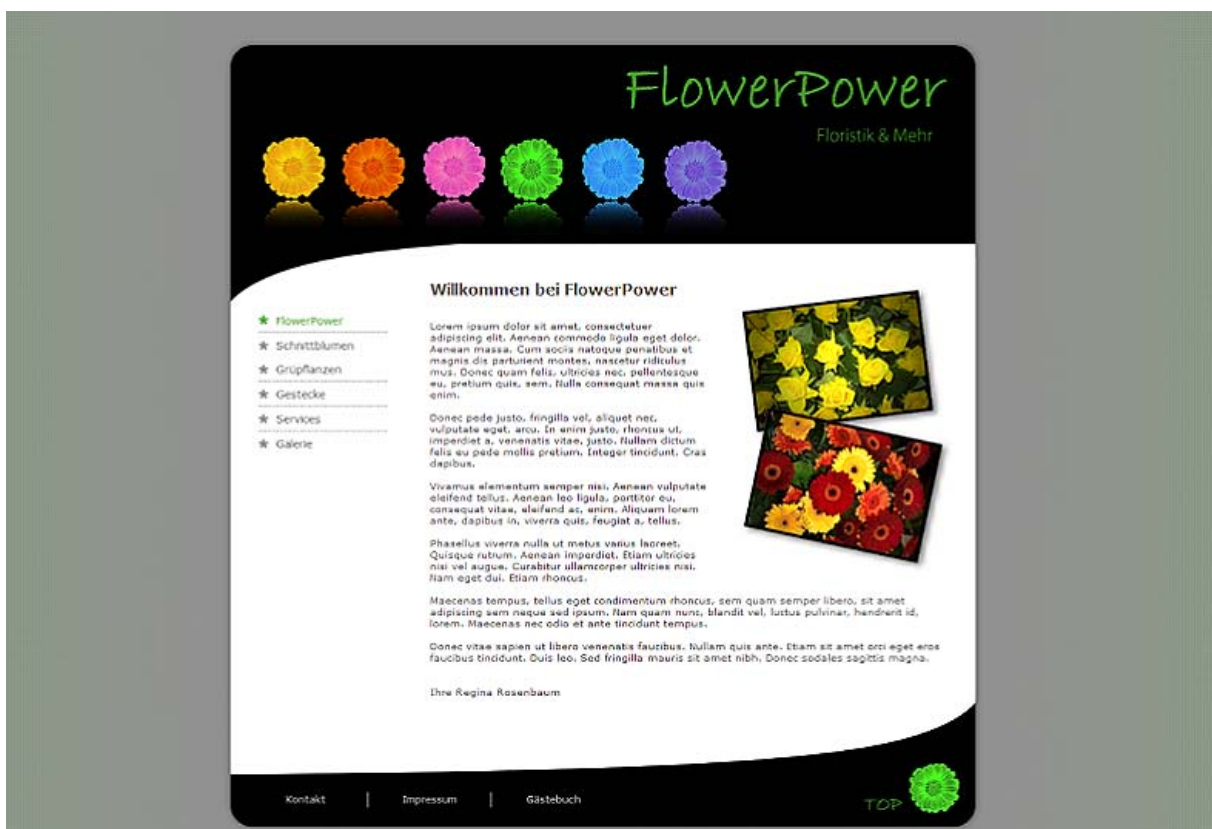 FlowerPower
Floristik & Mehr
FlowerPower
Schnittblumen
Grüpflanzen
Gestecke
Services
Galerie
Willkommen bei FlowerPower
Lorem ipsum dolor sit amet, consectetuer
adipiscing elit. Aenean commodo ligula eget dolor.
Aenean massa. Cum sociis natoque penatibus et
magnis dis parturient montes, nascetur ridiculus
mus. Donec quam felis, ultricies nec, pellentesque
eu, pretium quis, sem. Nulla consequat massa quis
enim.
Donec pede justo, fringilla vel, aliquet nec,
vulputate eget, arcu. In enim justo, rhoncus ut,
imperdiet a, venenatis vitae, justo. Nullam dictum
felis eu pede mollis pretium. Integer tincidunt. Cras
dapibus.
Vivamus elementum semper nisi. Aenean vulputate
eleifend tellus. Aenean leo ligula, porttitor eu,
consequat vitae, eleifend ac, enim. Aliquam lorem
ante, dapibus in, viverra quis, feugiat a, tellus.
Phasellus viverra nulla ut metus varius laoreet.
Quisque rutrum. Aenean imperdiet. Etiam ultricies
nisi vel augue. Curabitur ullamcorper ultricies nisi.
Nam eget dui. Etiam rhoncus.
Maecenas tempus, tellus eget condimentum rhoncus, sem quam semper libero, sit amet
adipiscing sem neque sed ipsum. Nam quam nunc, blandit vel, luctus pulvinar, hendrerit id,
lorem. Maecenas nec odio et ante tincidunt tempus.
Donec vitae sapien ut libero venenatis faucibus. Nullam quis ante. Etiam sit amet orci eget eros
faucibus tincidunt. Duis leo. Sed fringilla mauris sit amet nibh. Donec sodales sagittis magna.
Ihre Regina Rosenbaum
Kontakt | Impressum | Gästebuch
TOP